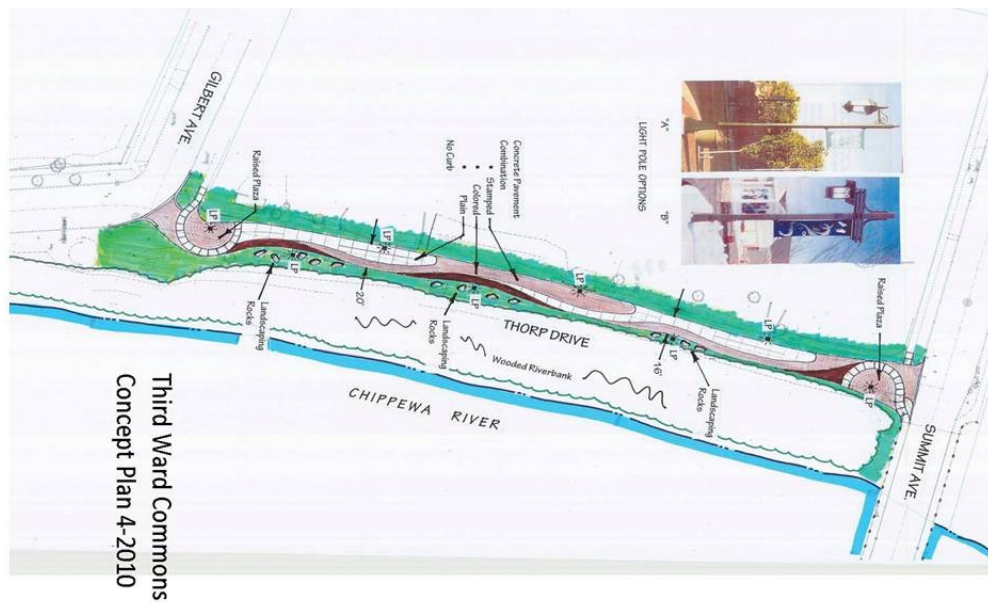 GILBERT AVE.
Raised Plaza
LP
Concrete Pavement
Combination
• Stamped
• Colored
• Plain
No Curb
LIGHT POLE OPTIONS
"A"
"B"
LP
LP
LP
LP
LP
LP
LP
LP
20'
16'
Landscaping
Rocks
Landscaping
Rocks
Landscaping
Rocks
THORP DRIVE
Wooded Riverbank
CHIPPEWA RIVER
Raised Plaza
SUMMIT AVE.
Third Ward Commons
Concept Plan 4-2010